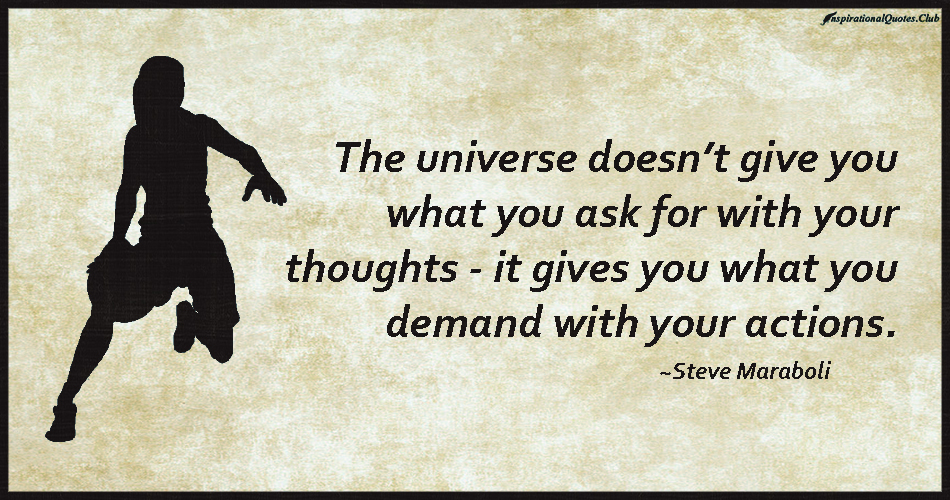 InspirationalQuotes.Club
The universe doesn't give you
what you ask for with your
thoughts - it gives you what you
demand with your actions.
~Steve Maraboli